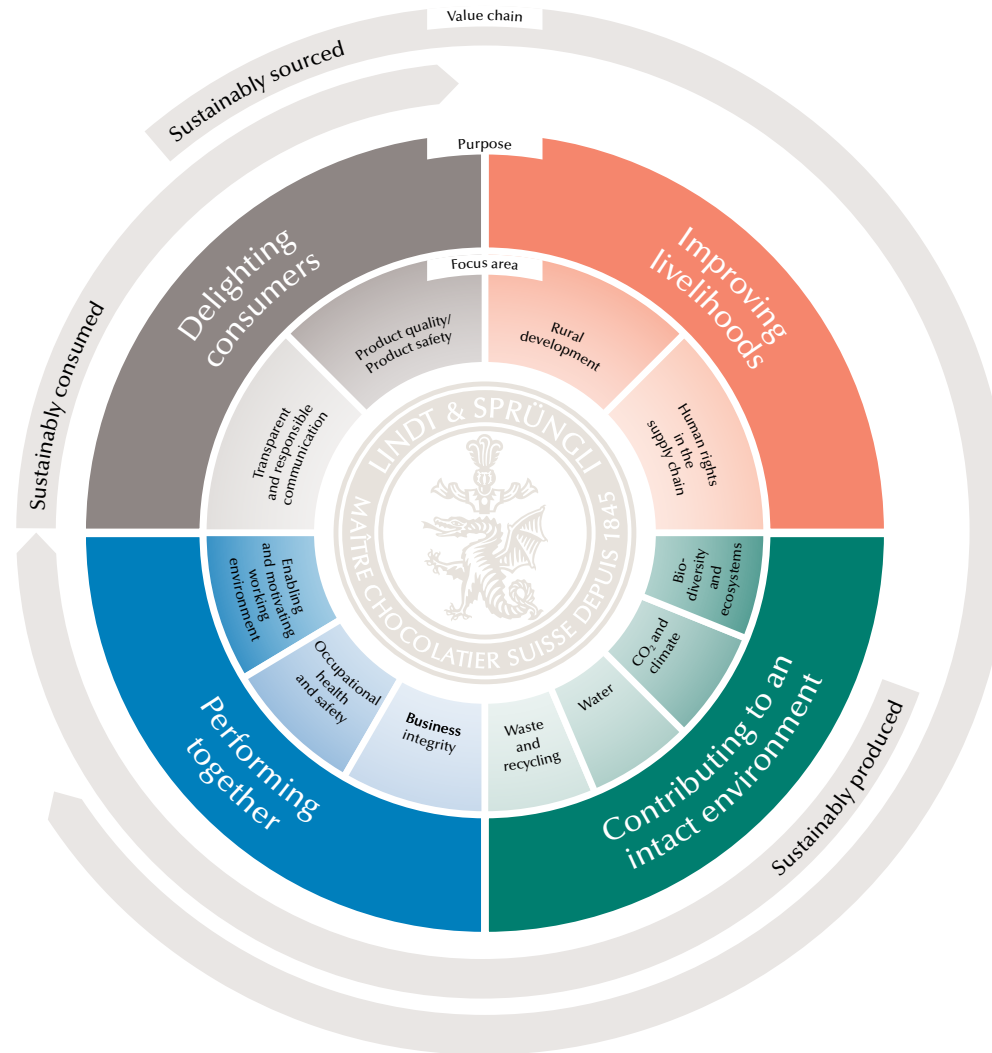 Value chain
Sustainably sourced
Sustainably consumed
Sustainably produced
Purpose
Delighting
consumers
Improving
livelihoods
Contributing to an
intact environment
Performing
together
Focus area
Product quality/
Product safety
Rural
development
Human rights
in the
supply chain
Bio-
diversity
and
ecosystems
CO₂ and
climate
Water
Waste
and
recycling
Business
integrity
Occupational
health
and safety
Enabling
and motivating
working
environment
Transparent
and responsible
communication
LINDT & SPRÜNGLI
MAÎTRE CHOCOLATIER SUISSE DEPUIS 1845